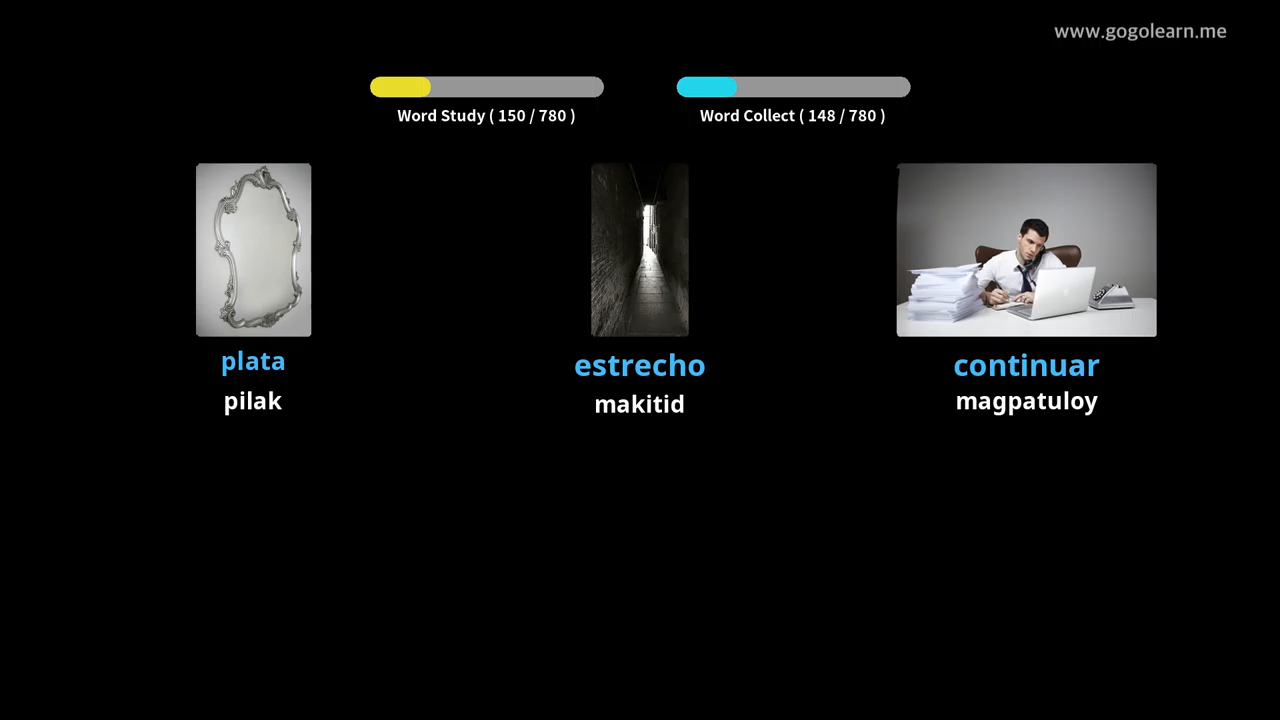 www.gogolearn.me
Word Study ( 150 / 780 )
Word Collect ( 148 / 780 )
plata
pilak
estrecho
makitid
continuar
magpatuloy